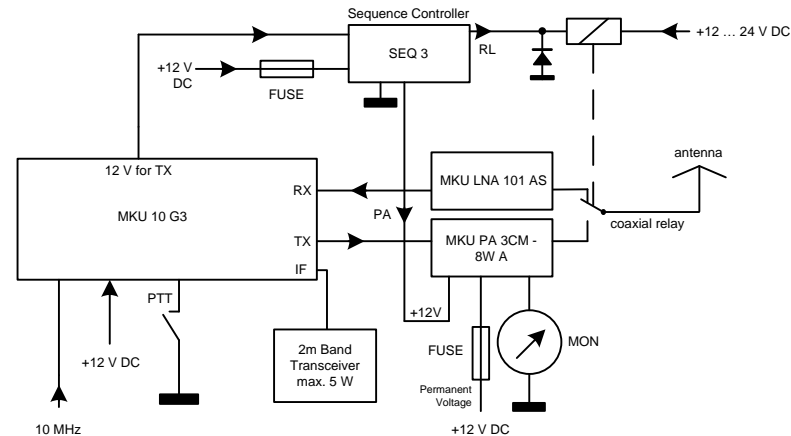 Sequence Controller
SEQ 3
RL
+12 ... 24 V DC
+12 V
DC
FUSE
12 V for TX
MKU 10 G3
RX
TX
IF
PA
MKU LNA 101 AS
MKU PA 3CM -
8W A
antenna
coaxial relay
+12V
PTT
+12 V DC
10 MHz
2m Band
Transceiver
max. 5 W
FUSE
Permanent
Voltage
+12 V DC
MON